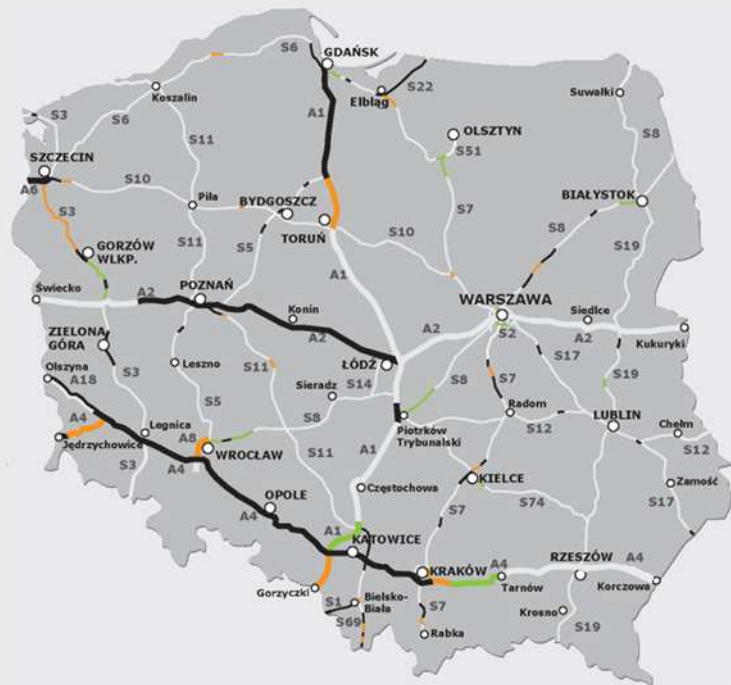 S6
GDAŃSK
S22
Koszalin
Elbląg
Suwałki
S3
S6
A1
S11
OLSZTYN
S8
SZCZECIN
S51
A6
S10
Piła
BYDGOSZCZ
BIAŁYSTOK
S3
TORUŃ
S10
S7
S8
GORZÓW
WLKP.
S11
S5
S19
A1
Świecko
A2
POZNAŃ
Konin
WARSZAWA
Siedlce
A2
A2
S2
A2
Kukuryki
ZIELONA
GÓRA
ŁÓDŹ
S17
Olszyna
Leszno
S11
S14
S8
S7
S19
A18
S3
Sieradz
Radom
A4
S5
S8
Piotrków
Trybunalski
S12
LUBLIN
Chełm
Legnica
A8
S12
Jędrzychowice
WROCŁAW
S11
A1
S3
A4
KIELCE
Zamość
Częstochowa
OPOLE
S74
S17
A4
S7
A1
KATOWICE
RZESZÓW
KRAKÓW
A4
A4
Gorzyczki
Tarnów
Korczowa
S1
Bielsko-
Biała
S7
Krosno
S69
Rabka
S19